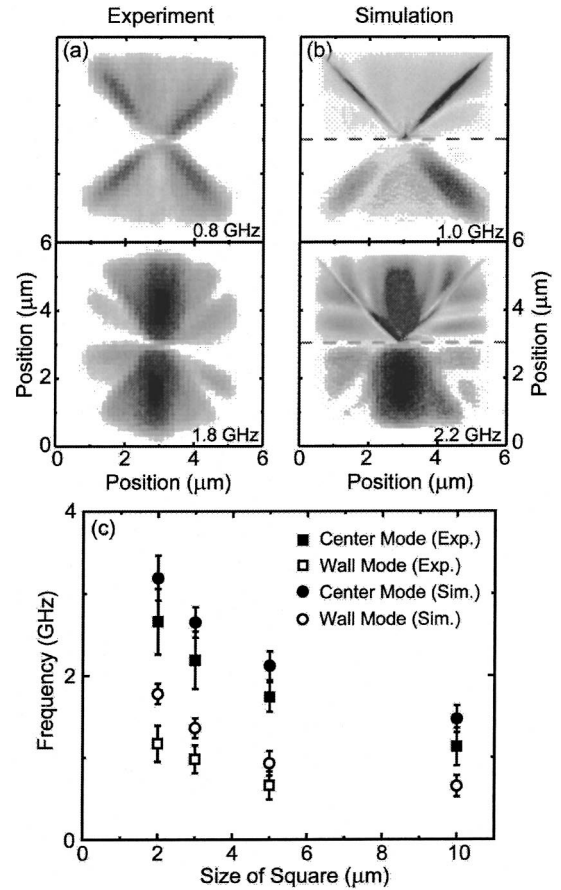 Experiment
Simulation
(a)
(b)
0.8 GHz
1.0 GHz
6
6
4
4
2
2
0
0
Position (μm)
Position (μm)
1.8 GHz
2.2 GHz
0 2 4 6
0 2 4 6
Position (μm)
Position (μm)
(c)
Center Mode (Exp.)
Wall Mode (Exp.)
Center Mode (Sim.)
Wall Mode (Sim.)
4
2
0
Frequency (GHz)
0 2 4 6 8 10
Size of Square (μm)